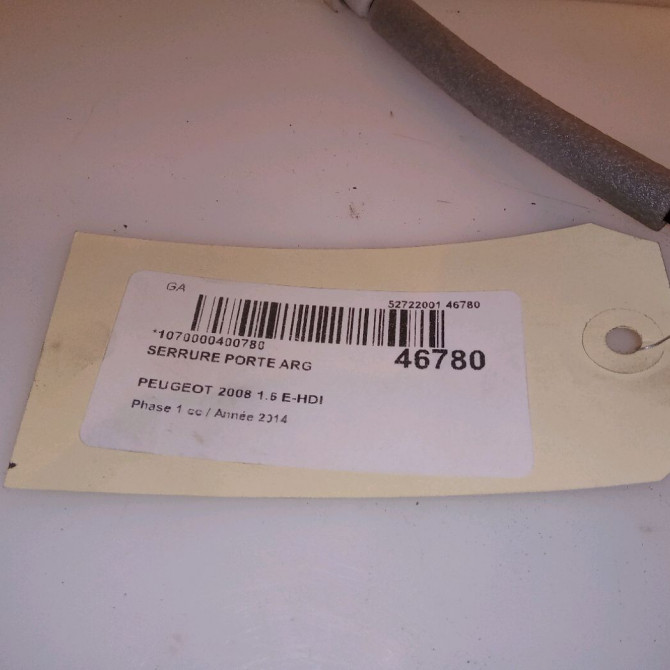 GA
52722001 46780
*1070000400780
46780
SERRURE PORTE ARG
PEUGEOT 2008 1.6 E-HDI
Phase 1 cc / Année 2014